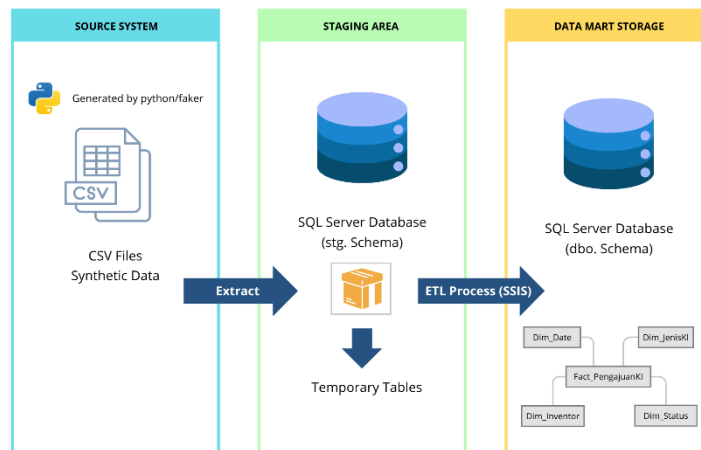 SOURCE SYSTEM
Generated by python/faker
CSV
CSV Files
Synthetic Data
Extract
STAGING AREA
SQL Server Database
(stg. Schema)
Temporary Tables
ETL Process (SSIS)
DATA MART STORAGE
SQL Server Database
(dbo. Schema)
Dim_Date
Dim_JenisKI
Fact_PengajuanKI
Dim_Inventor
Dim_Status